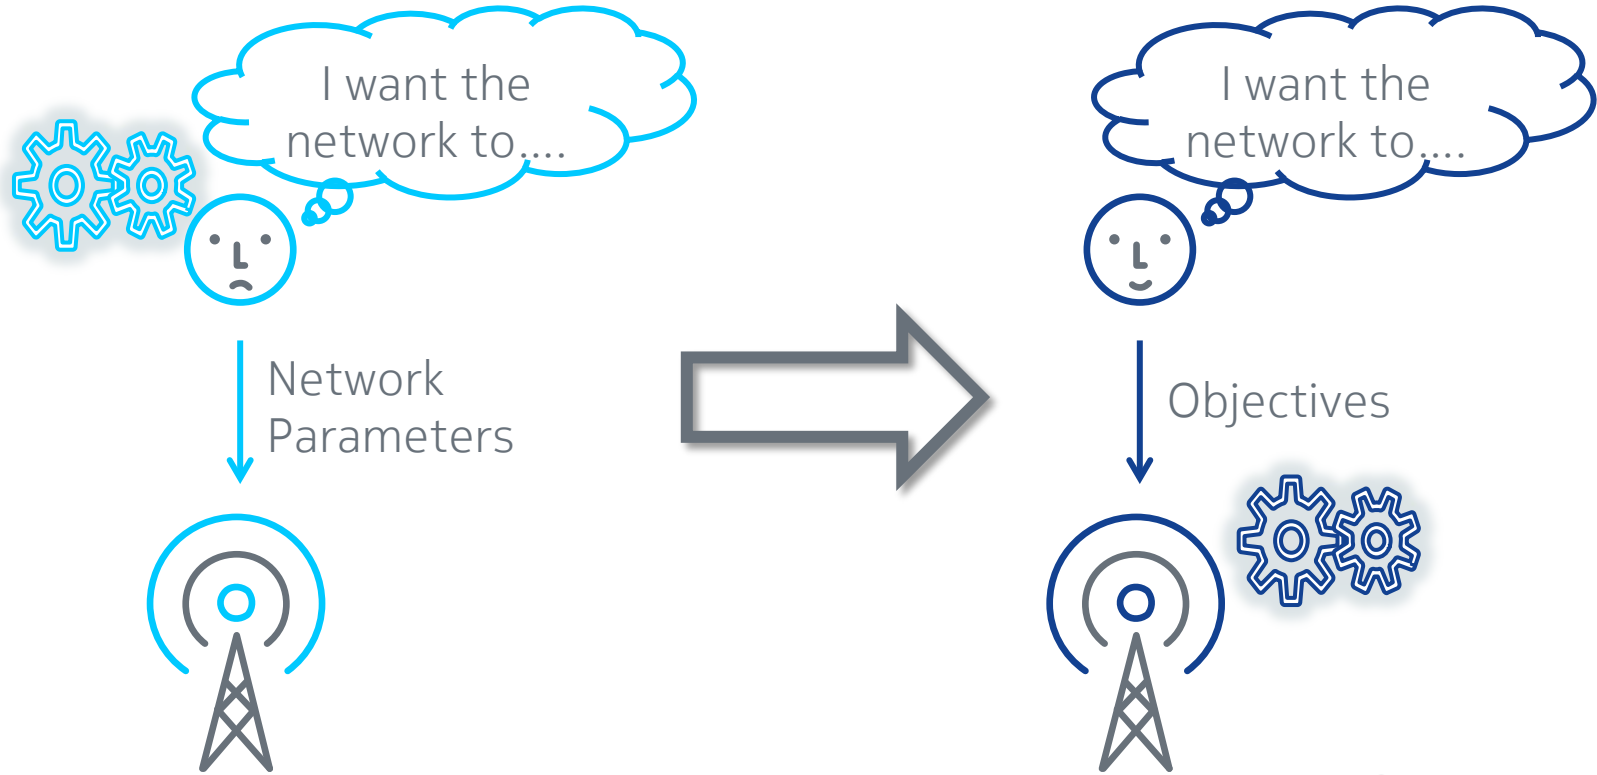 I want the
network to....
Network
Parameters
I want the
network to....
Objectives